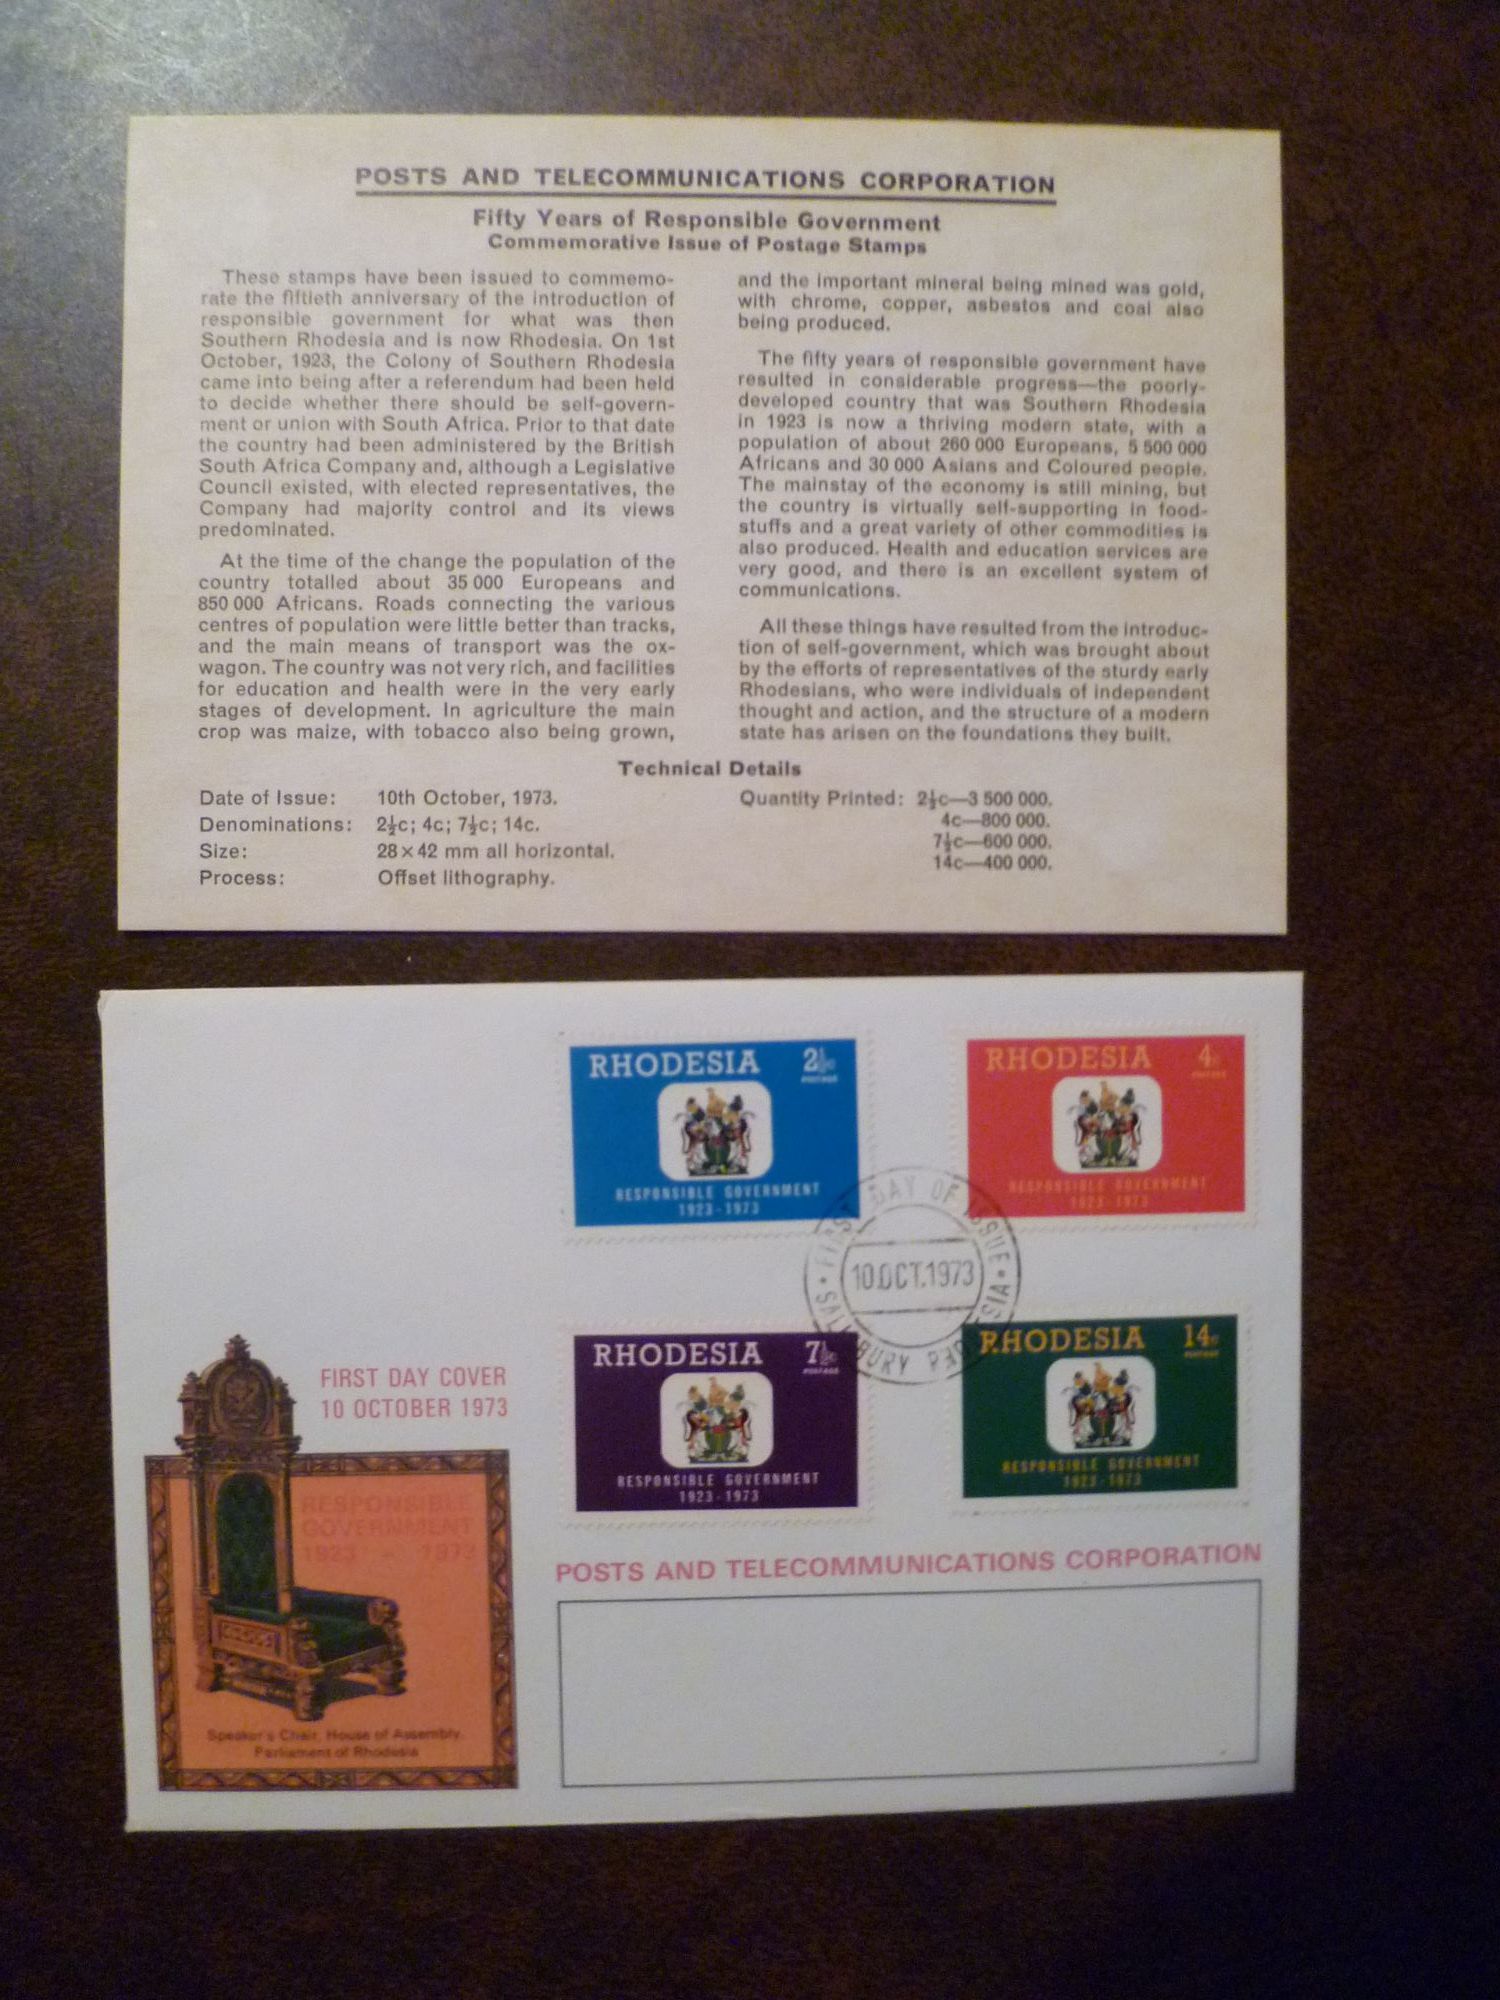 POSTS AND TELECOMMUNICATIONS CORPORATION
Fifty Years of Responsible Government
Commemorative Issue of Postage Stamps
These stamps have been issued to commemo-
rate the fiftieth anniversary of the introduction of
responsible government for what was then
Southern Rhodesia and is now Rhodesia. On 1st
October, 1923, the Colony of Southern Rhodesia
came into being after a referendum had been held
to decide whether there should be self-govern-
ment or union with South Africa. Prior to that date
the country had been administered by the British
South Africa Company and, although a Legislative
Council existed, with elected representatives, the
Company had majority control and its views
predominated.
At the time of the change the population of the
country totalled about 35 000 Europeans and
850 000 Africans. Roads connecting the various
centres of population were little better than tracks,
and the main means of transport was the ox-
wagon. The country was not very rich, and facilities
for education and health were in the very early
stages of development. In agriculture the main
crop was maize, with tobacco also being grown,
and the important mineral being mined was gold,
with chrome, copper, asbestos and coal also
being produced.
The fifty years of responsible government have
resulted in considerable progress—the poorly-
developed country that was Southern Rhodesia
in 1923 is now a thriving modern state, with a
population of about 260 000 Europeans, 5 500 000
Africans and 30 000 Asians and Coloured people.
The mainstay of the economy is still mining, but
the country is virtually self-supporting in food-
stuffs and a great variety of other commodities is
also produced. Health and education services are
very good, and there is an excellent system of
communications.
All these things have resulted from the introduc-
tion of self-government, which was brought about
by the efforts of representatives of the sturdy early
Rhodesians, who were individuals of independent
thought and action, and the structure of a modern
state has arisen on the foundations they built.
Technical Details
Date of Issue: 10th October, 1973.
Denominations: 2½c; 4c; 7½c; 14c.
Size: 28×42 mm all horizontal.
Process: Offset lithography.
Quantity Printed: 2½c—3 500 000.
4c—800 000.
7½c—600 000.
14c—400 000.
RHODESIA 2½c
POSTAGE
RESPONSIBLE GOVERNMENT
1923-1973
RHODESIA 4c
POSTAGE
RESPONSIBLE GOVERNMENT
1923-1973
FIRST DAY OF ISSUE
10.OCT.1973
SALISBURY RHODESIA
RHODESIA 7½c
POSTAGE
RESPONSIBLE GOVERNMENT
1923-1973
RHODESIA 14c
POSTAGE
RESPONSIBLE GOVERNMENT
1923-1973
FIRST DAY COVER
10 OCTOBER 1973
RESPONSIBLE
GOVERNMENT
1923 - 1973
Speaker's Chair, House of Assembly,
Parliament of Rhodesia
POSTS AND TELECOMMUNICATIONS CORPORATION